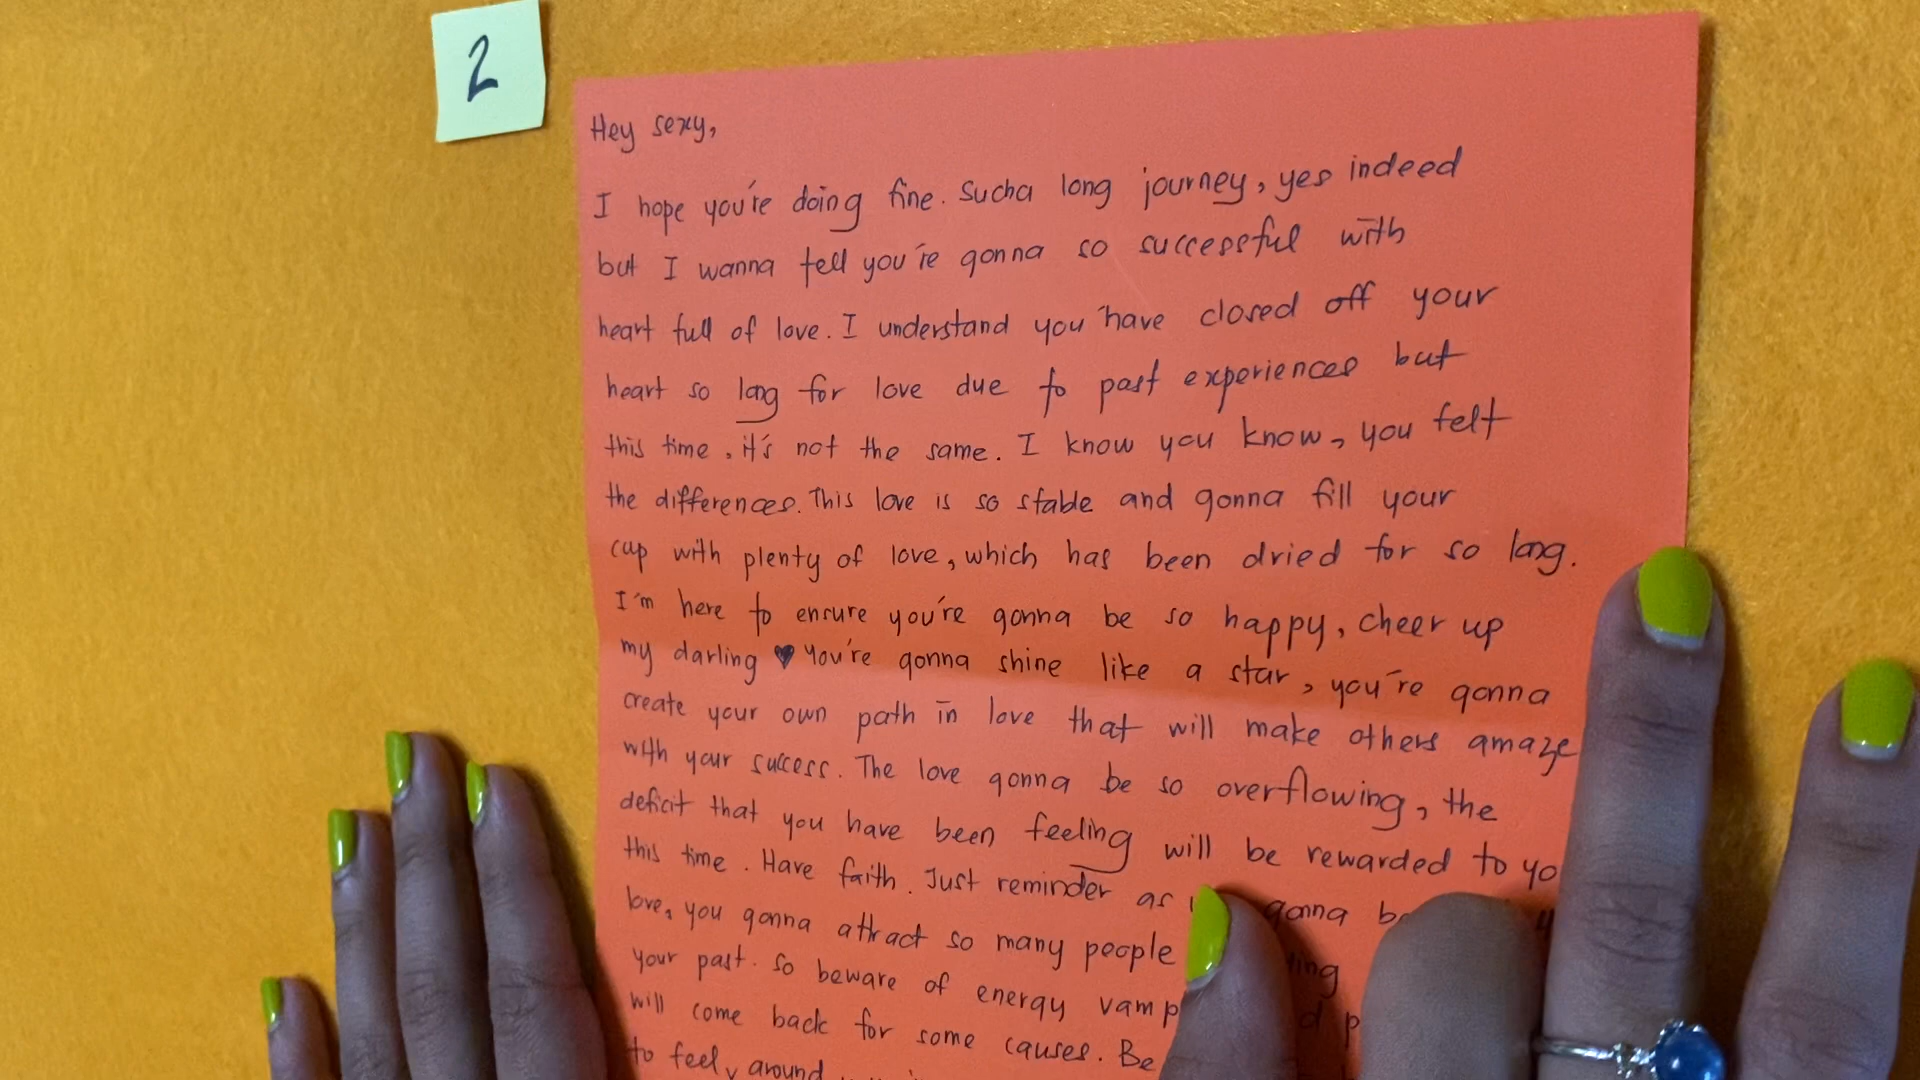 2
Hey sexy,
I hope you're doing fine. Sucha long journey, yes indeed
but I wanna tell you're gonna so successful with
heart full of love. I understand you have closed off your
heart so long for love due to past experiences but
this time, it's not the same. I know you know, you felt
the differences. This love is so stable and gonna fill your
cup with plenty of love, which has been dried for so long.
I'm here to ensure you're gonna be so happy, cheer up
my darling ♥ You're gonna shine like a star, you're gonna
create your own path in love that will make others amaze
with your success. The love gonna be so overflowing, the
deficit that you have been feeling will be rewarded to yo
this time. Have faith. Just reminder as gonna
love, you gonna attract so many people
your past. So beware of energy vamp
will come back for some causes. Be
to feel, around